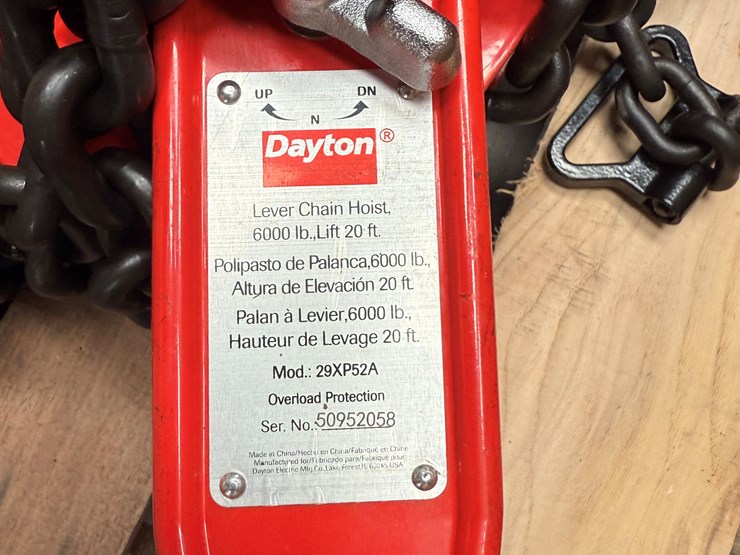 UP DN
N
Dayton®
Lever Chain Hoist,
6000 lb.,Lift 20 ft.
Polipasto de Palanca,6000 lb.,
Altura de Elevación 20 ft.
Palan à Levier,6000 lb.,
Hauteur de Levage 20 ft.
Mod.: 29XP52A
Overload Protection
Ser. No. 50952058
Made in China/Hecho en China/Fabriqué en Chine
Manufactured for/Fabricado para/Fabriqué pour
Dayton Electric Mfg Co. Lake Forest IL 60045 USA